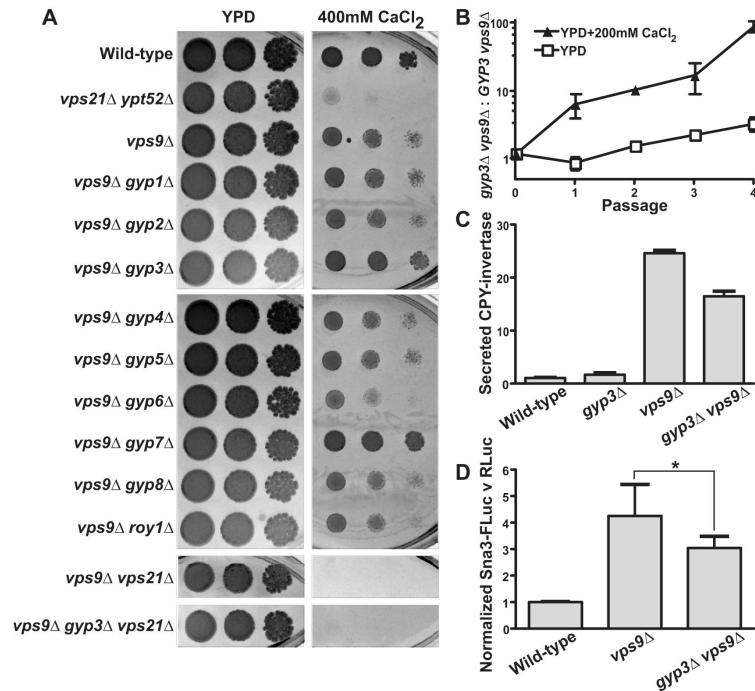 A
YPD
400mM CaCl2
Wild-type
vps21Δ ypt52Δ
vps9Δ
vps9Δ gyp1Δ
vps9Δ gyp2Δ
vps9Δ gyp3Δ
vps9Δ gyp4Δ
vps9Δ gyp5Δ
vps9Δ gyp6Δ
vps9Δ gyp7Δ
vps9Δ gyp8Δ
vps9Δ roy1Δ
vps9Δ vps21Δ
vps9Δ gyp3Δ vps21Δ
B
gyp3Δ vps9Δ : GYP3 vps9Δ
100
10
1
YPD+200mM CaCl2
YPD
0 1 2 3 4
Passage
C
Secreted CPY-invertase
30
20
10
0
Wild-type
gyp3Δ
vps9Δ
gyp3Δ vps9Δ
D
Normalized Sna3-FLuc v RLuc
6
5
4
3
2
1
0
*
Wild-type
vps9Δ
gyp3Δ vps9Δ